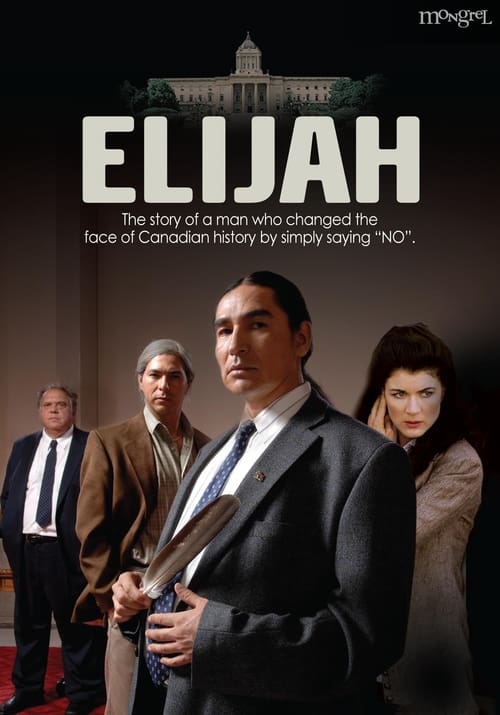 mongrel
ELIJAH
The story of a man who changed the
face of Canadian history by simply saying “NO”.